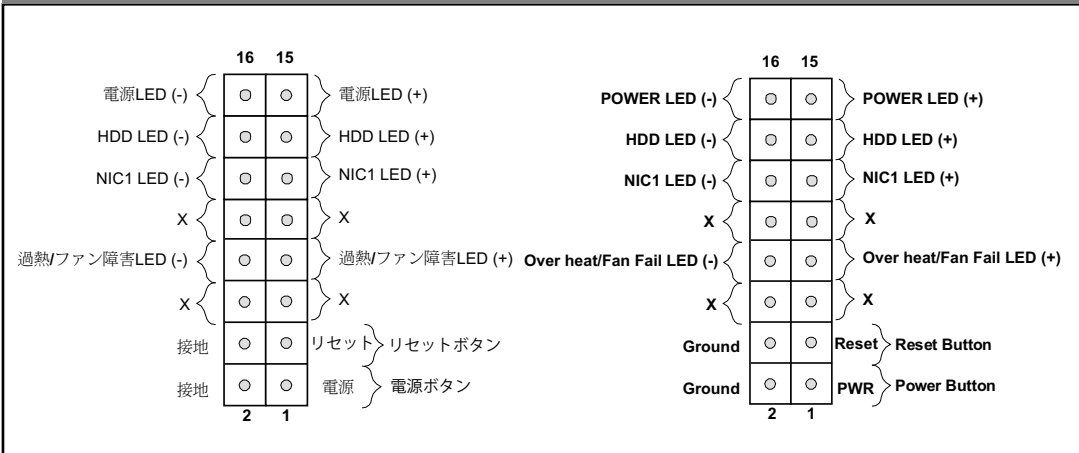 16 15
電源LED (-) 電源LED (+)
HDD LED (-) HDD LED (+)
NIC1 LED (-) NIC1 LED (+)
X X
過熱/ファン障害LED (-) 過熱/ファン障害LED (+)
X X
接地 リセット リセットボタン
接地 電源 電源ボタン
2 1
16 15
POWER LED (-) POWER LED (+)
HDD LED (-) HDD LED (+)
NIC1 LED (-) NIC1 LED (+)
X X
Over heat/Fan Fail LED (-) Over heat/Fan Fail LED (+)
X X
Ground Reset Reset Button
Ground PWR Power Button
2 1